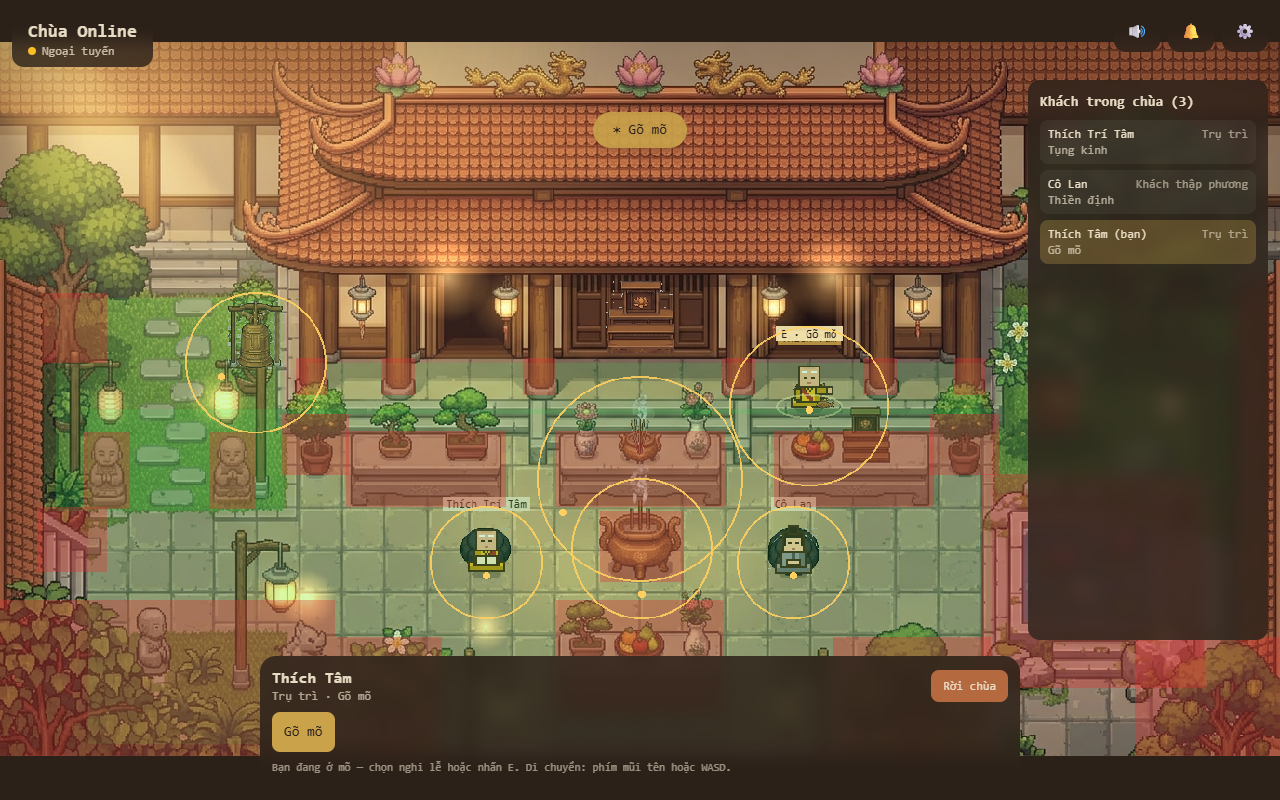 Chùa Online
Ngoại tuyến
* Gõ mõ
Khách trong chùa (3)
Thích Trí Tâm Trụ trì
Tụng kinh
Cô Lan Khách thập phương
Thiền định
Thích Tâm (bạn) Trụ trì
Gõ mõ
E · Gõ mõ
Thích Trí Tâm
Cô Lan
Thích Tâm
Trụ trì · Gõ mõ
Rời chùa
Gõ mõ
Bạn đang ở mõ — chọn nghi lễ hoặc nhấn E. Di chuyển: phím mũi tên hoặc WASD.